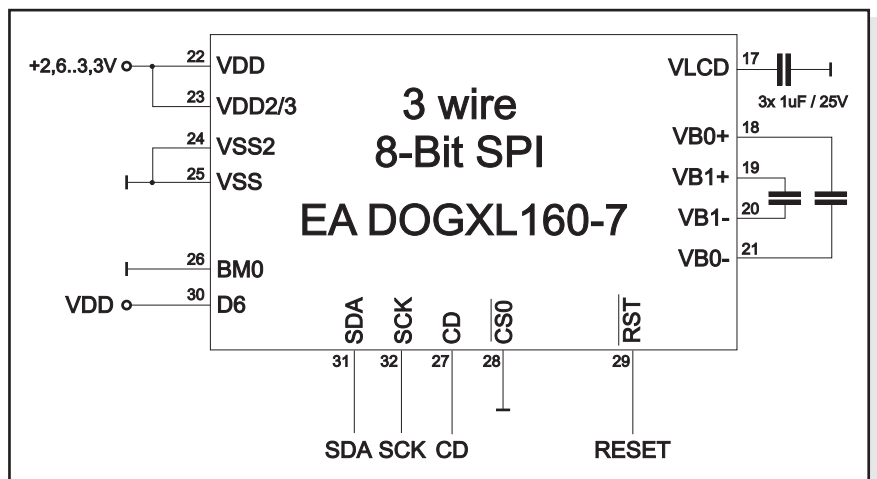 +2,6..3,3V
22 VDD
23 VDD2/3
24 VSS2
25 VSS
26 BM0
VDD 30 D6
3 wire
8-Bit SPI
EA DOGXL160-7
VLCD 17
3x 1uF / 25V
VB0+ 18
VB1+ 19
VB1- 20
VB0- 21
SDA SCK CD CS0 RST
31 32 27 28 29
SDA SCK CD RESET